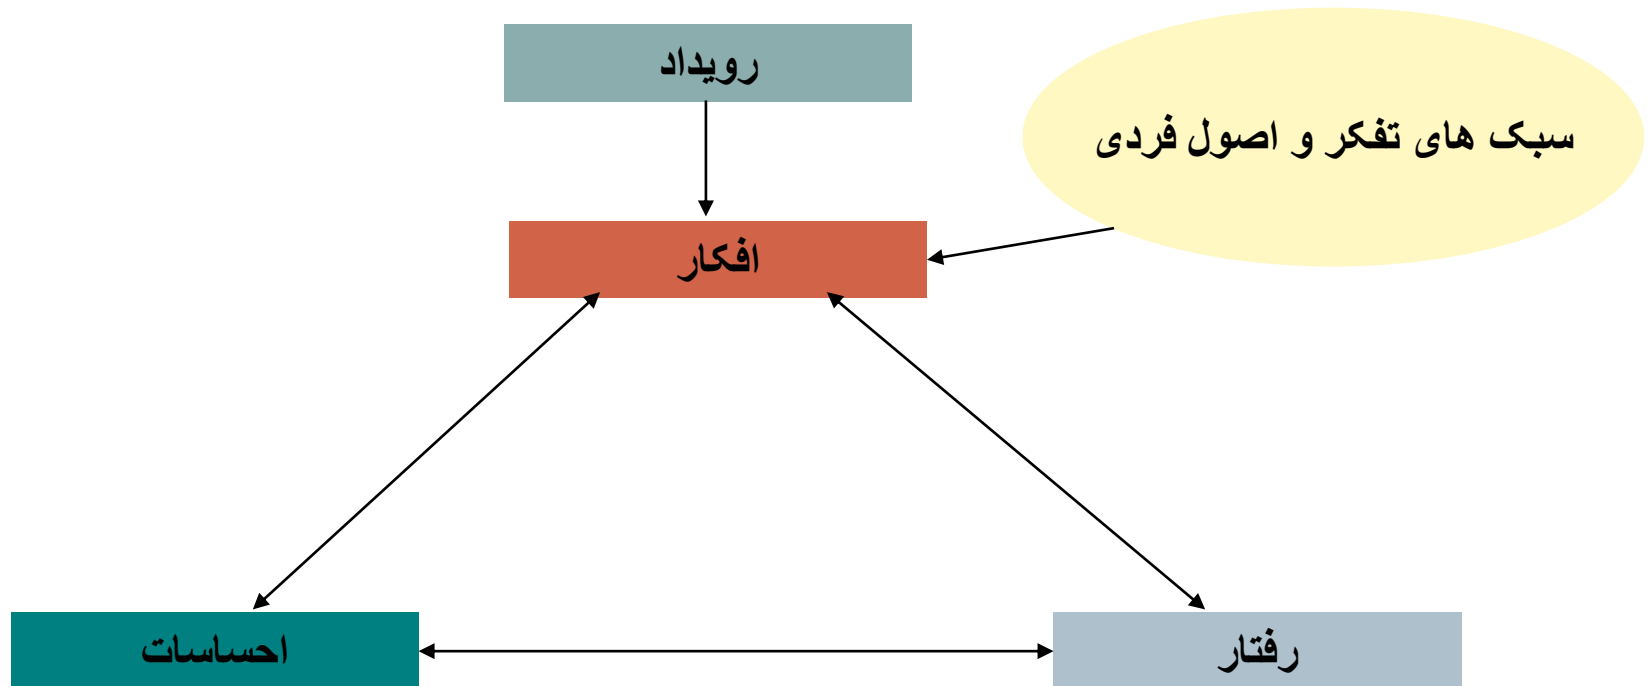 رویداد
سبک های تفکر و اصول فردی
افکار
احساسات
رفتار